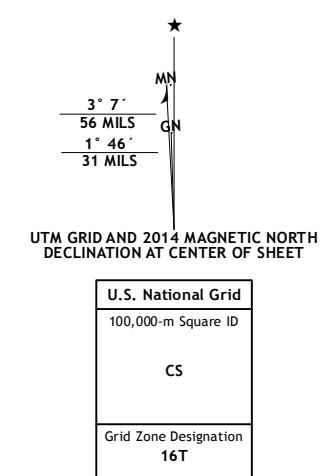 ★
MN
3° 7´
56 MILS
GN
1° 46´
31 MILS
UTM GRID AND 2014 MAGNETIC NORTH
DECLINATION AT CENTER OF SHEET
U.S. National Grid
100,000-m Square ID
CS
Grid Zone Designation
16T